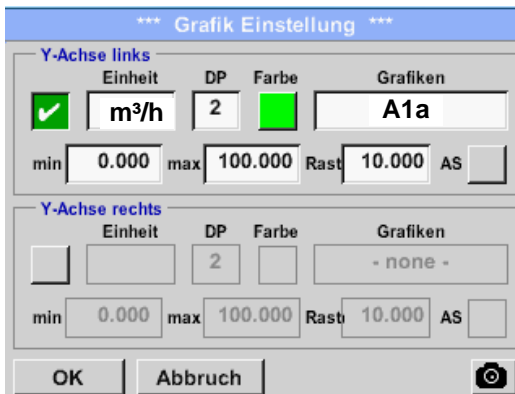 *** Grafik Einstellung ***
Y-Achse links
Einheit DP Farbe Grafiken
m³/h 2 A1a
min 0.000 max 100.000 Rast 10.000 AS
Y-Achse rechts
Einheit DP Farbe Grafiken
2 - none -
min 0.000 max 100.000 Rast 10.000 AS
OK Abbruch